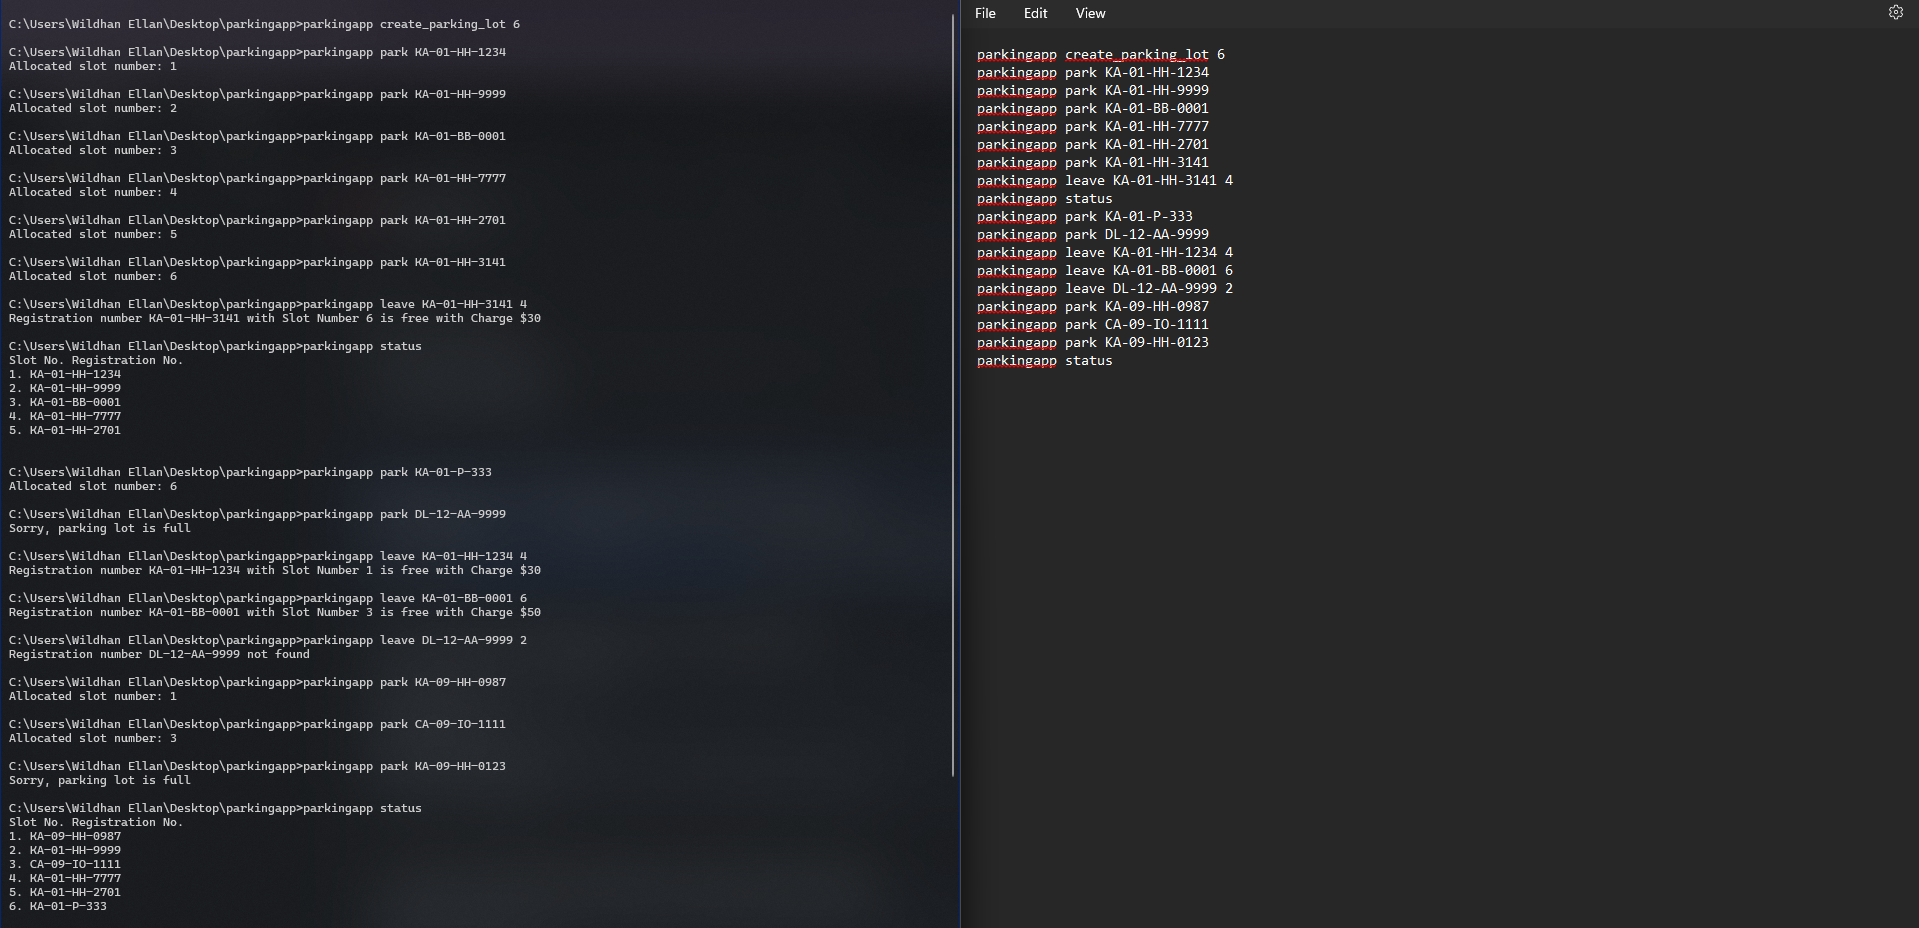 C:\Users\Wildhan Ellan\Desktop\parkingapp>parkingapp create_parking_lot 6
C:\Users\Wildhan Ellan\Desktop\parkingapp>parkingapp park KA-01-HH-1234
Allocated slot number: 1
C:\Users\Wildhan Ellan\Desktop\parkingapp>parkingapp park KA-01-HH-9999
Allocated slot number: 2
C:\Users\Wildhan Ellan\Desktop\parkingapp>parkingapp park KA-01-BB-0001
Allocated slot number: 3
C:\Users\Wildhan Ellan\Desktop\parkingapp>parkingapp park KA-01-HH-7777
Allocated slot number: 4
C:\Users\Wildhan Ellan\Desktop\parkingapp>parkingapp park KA-01-HH-2701
Allocated slot number: 5
C:\Users\Wildhan Ellan\Desktop\parkingapp>parkingapp park KA-01-HH-3141
Allocated slot number: 6
C:\Users\Wildhan Ellan\Desktop\parkingapp>parkingapp leave KA-01-HH-3141 4
Registration number KA-01-HH-3141 with Slot Number 6 is free with Charge $30
C:\Users\Wildhan Ellan\Desktop\parkingapp>parkingapp status
Slot No. Registration No.
1. KA-01-HH-1234
2. KA-01-HH-9999
3. KA-01-BB-0001
4. KA-01-HH-7777
5. KA-01-HH-2701
C:\Users\Wildhan Ellan\Desktop\parkingapp>parkingapp park KA-01-P-333
Allocated slot number: 6
C:\Users\Wildhan Ellan\Desktop\parkingapp>parkingapp park DL-12-AA-9999
Sorry, parking lot is full
C:\Users\Wildhan Ellan\Desktop\parkingapp>parkingapp leave KA-01-HH-1234 4
Registration number KA-01-HH-1234 with Slot Number 1 is free with Charge $30
C:\Users\Wildhan Ellan\Desktop\parkingapp>parkingapp leave KA-01-BB-0001 6
Registration number KA-01-BB-0001 with Slot Number 3 is free with Charge $50
C:\Users\Wildhan Ellan\Desktop\parkingapp>parkingapp leave DL-12-AA-9999 2
Registration number DL-12-AA-9999 not found
C:\Users\Wildhan Ellan\Desktop\parkingapp>parkingapp park KA-09-HH-0987
Allocated slot number: 1
C:\Users\Wildhan Ellan\Desktop\parkingapp>parkingapp park CA-09-IO-1111
Allocated slot number: 3
C:\Users\Wildhan Ellan\Desktop\parkingapp>parkingapp park KA-09-HH-0123
Sorry, parking lot is full
C:\Users\Wildhan Ellan\Desktop\parkingapp>parkingapp status
Slot No. Registration No.
1. KA-09-HH-0987
2. KA-01-HH-9999
3. CA-09-IO-1111
4. KA-01-HH-7777
5. KA-01-HH-2701
6. KA-01-P-333
File Edit View
parkingapp create_parking_lot 6
parkingapp park KA-01-HH-1234
parkingapp park KA-01-HH-9999
parkingapp park KA-01-BB-0001
parkingapp park KA-01-HH-7777
parkingapp park KA-01-HH-2701
parkingapp park KA-01-HH-3141
parkingapp leave KA-01-HH-3141 4
parkingapp status
parkingapp park KA-01-P-333
parkingapp park DL-12-AA-9999
parkingapp leave KA-01-HH-1234 4
parkingapp leave KA-01-BB-0001 6
parkingapp leave DL-12-AA-9999 2
parkingapp park KA-09-HH-0987
parkingapp park CA-09-IO-1111
parkingapp park KA-09-HH-0123
parkingapp status